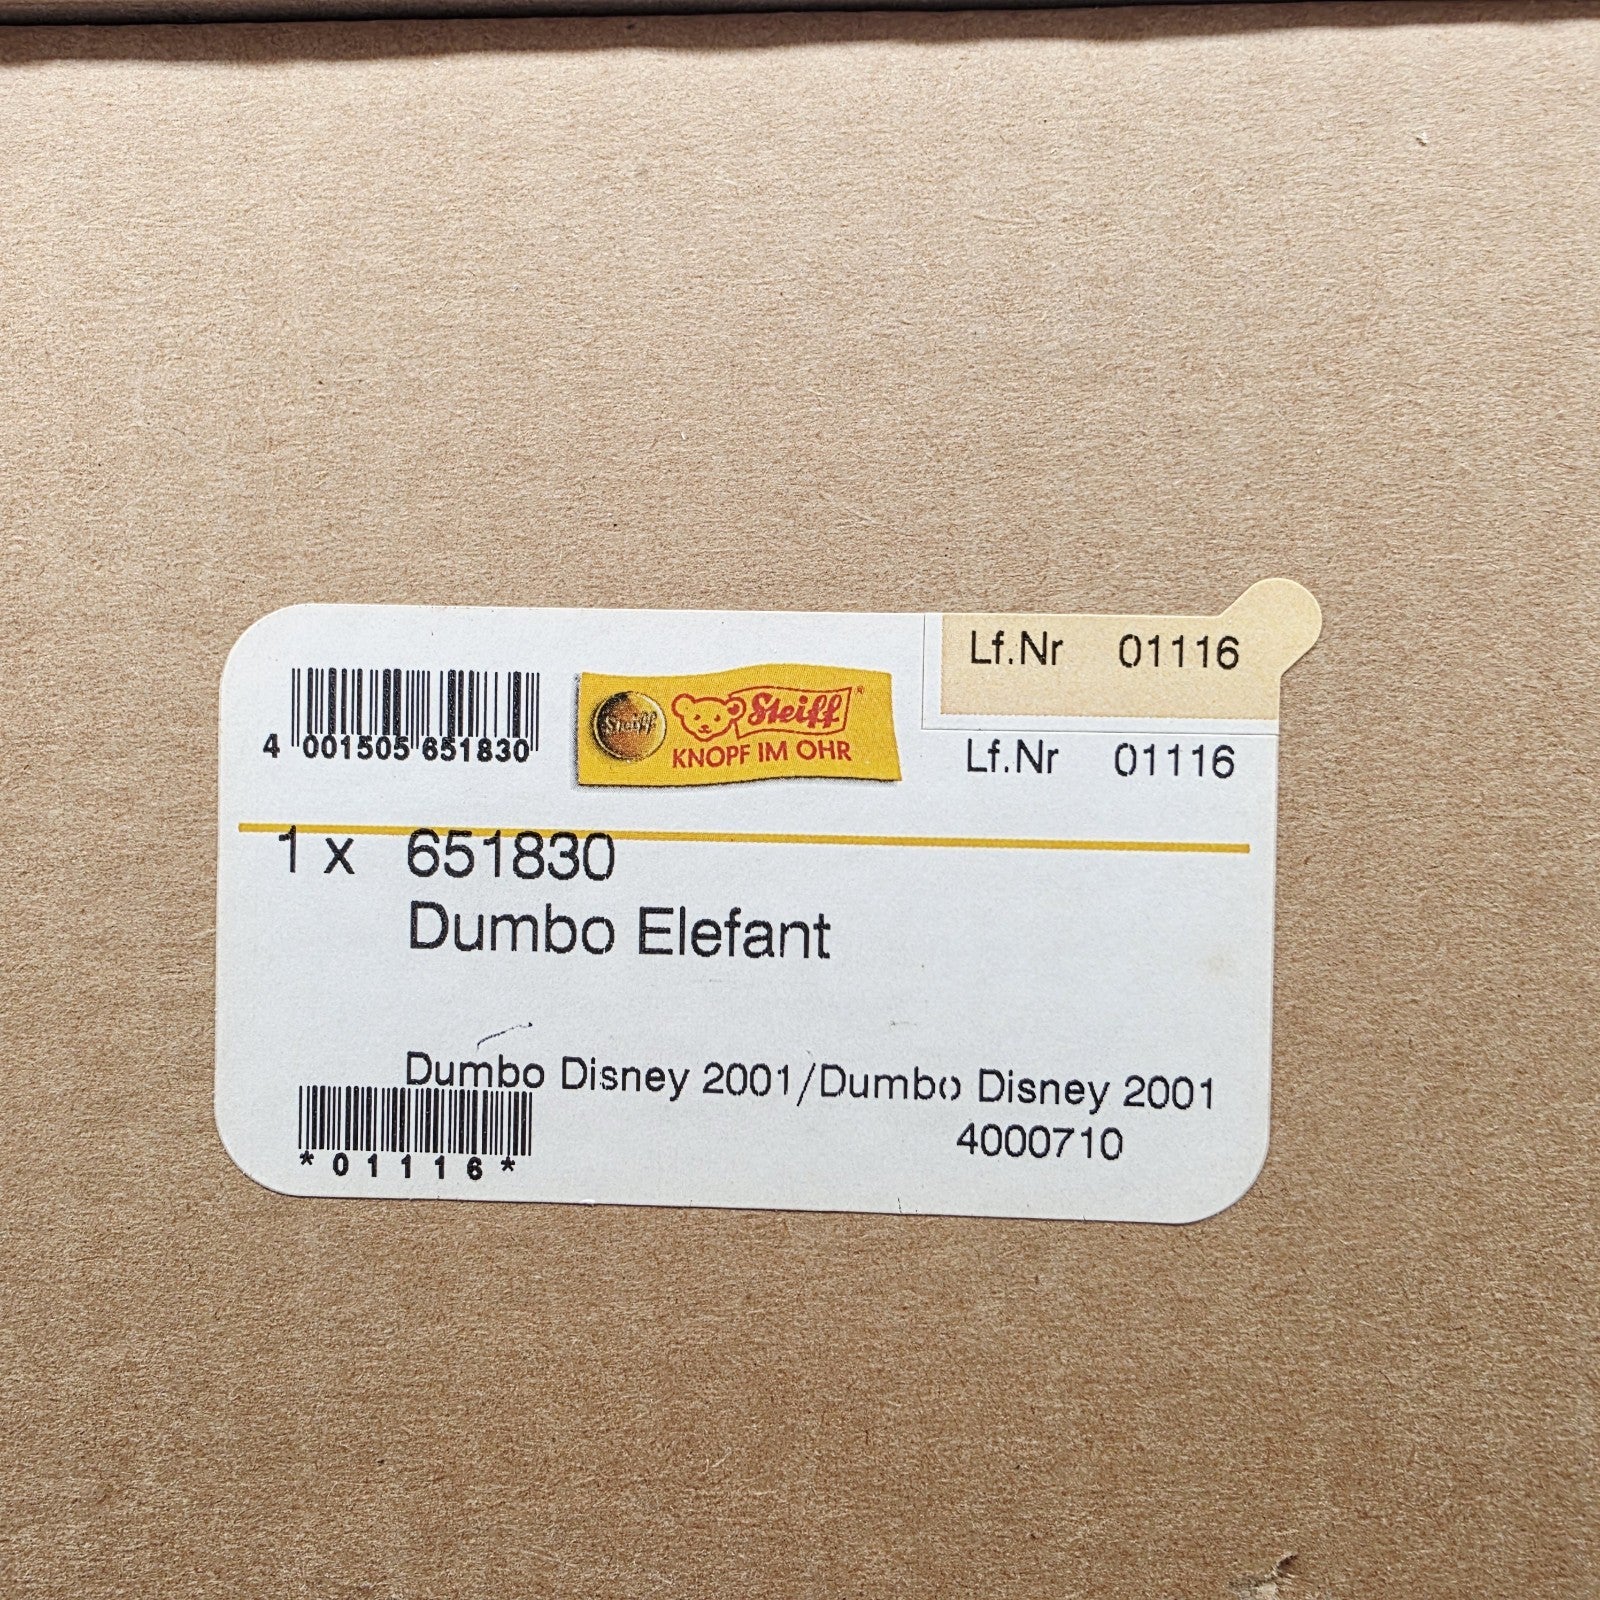 4 001505 651830
Steiff
Steiff®
KNOPF IM OHR
Lf.Nr 01116
Lf.Nr 01116
1 x 651830
Dumbo Elefant
Dumbo Disney 2001/Dumbo Disney 2001
4000710
*01116*